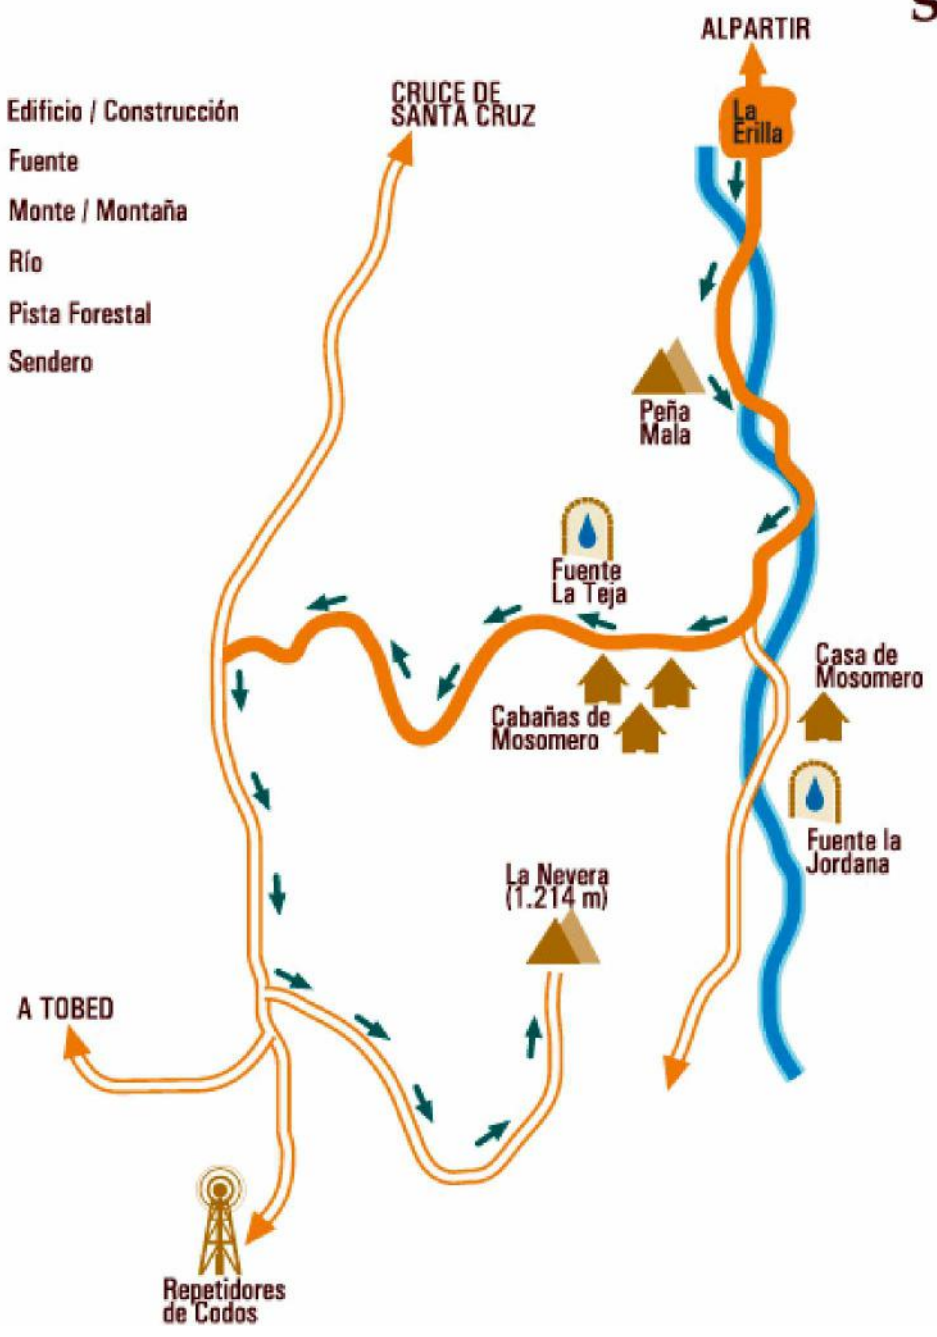 S
ALPARTIR
CRUCE DE
SANTA CRUZ
Edificio / Construcción
La
Erilla
Fuente
Monte / Montaña
Río
Pista Forestal
Sendero
Peña
Mala
Fuente
La Teja
Casa de
Mosomero
Cabañas de
Mosomero
Fuente la
Jordana
La Nevera
(1.214 m)
A TOBED
Repetidores
de Codos